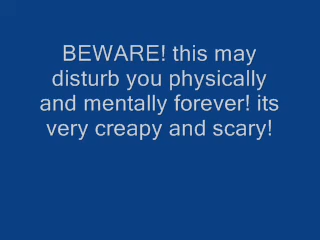 BEWARE! this may
disturb you physically
and mentally forever! its
very creapy and scary!